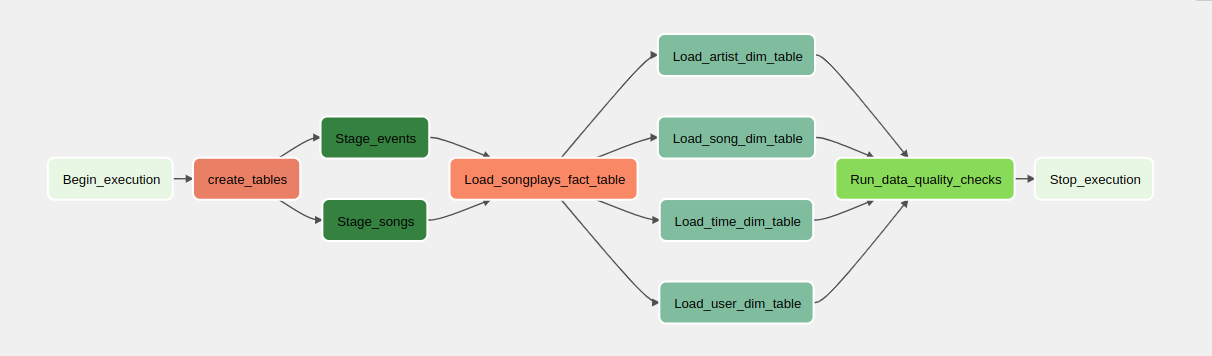 Begin_execution
create_tables
Stage_events
Stage_songs
Load_songplays_fact_table
Load_artist_dim_table
Load_song_dim_table
Load_time_dim_table
Load_user_dim_table
Run_data_quality_checks
Stop_execution